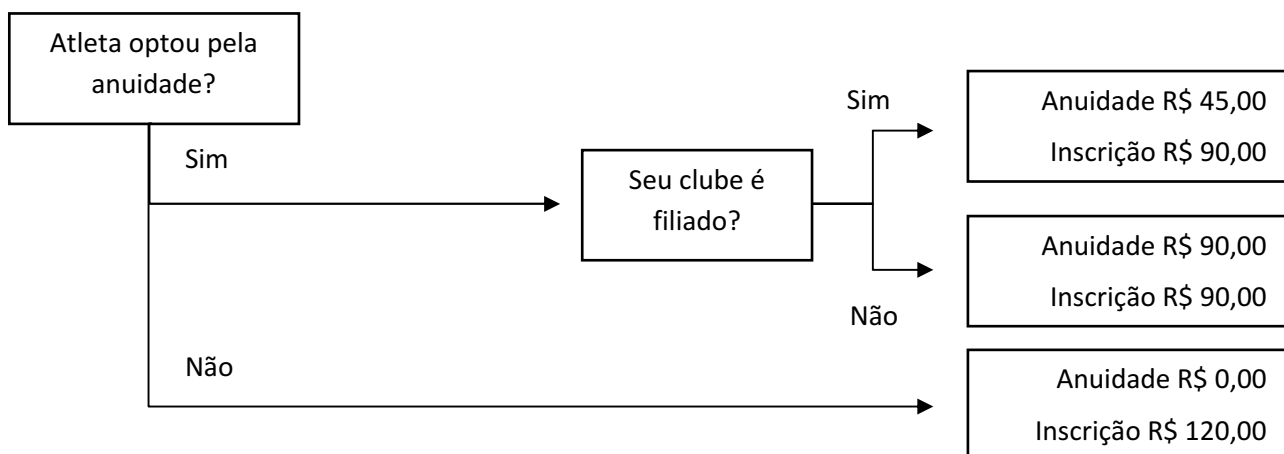 Atleta optou pela
anuidade?
Sim
Seu clube é
filiado?
Sim
Anuidade R$ 45,00
Inscrição R$ 90,00
Não
Anuidade R$ 90,00
Inscrição R$ 90,00
Não
Anuidade R$ 0,00
Inscrição R$ 120,00